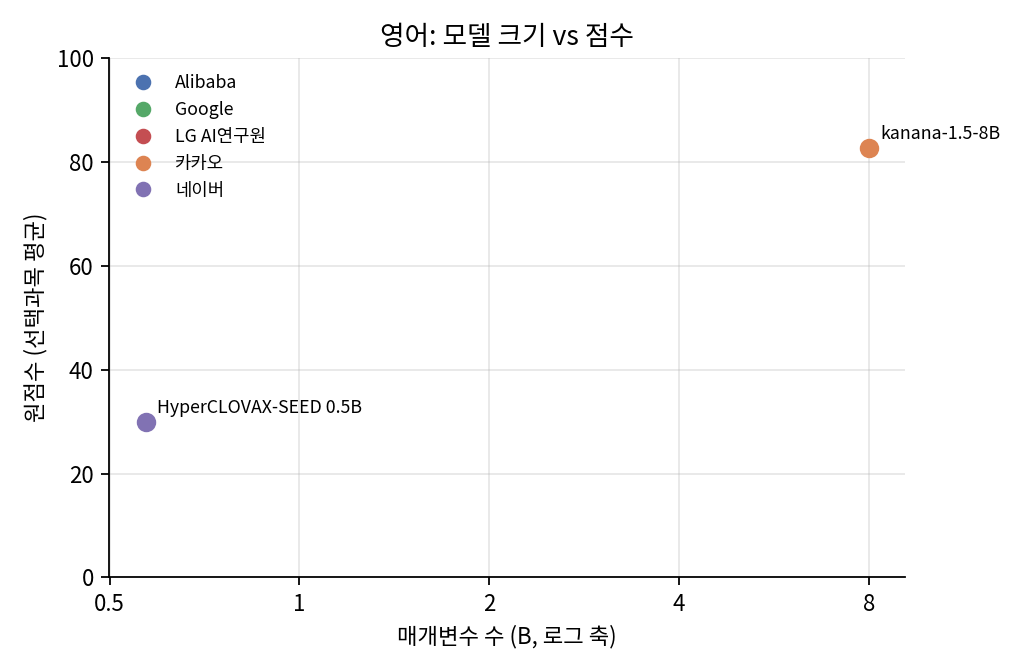 영어: 모델 크기 vs 점수
100
80
60
40
20
0
원점수 (선택과목 평균)
Alibaba
Google
LG AI연구원
카카오
네이버
kanana-1.5-8B
HyperCLOVAX-SEED 0.5B
0.5 1 2 4 8
매개변수 수 (B, 로그 축)